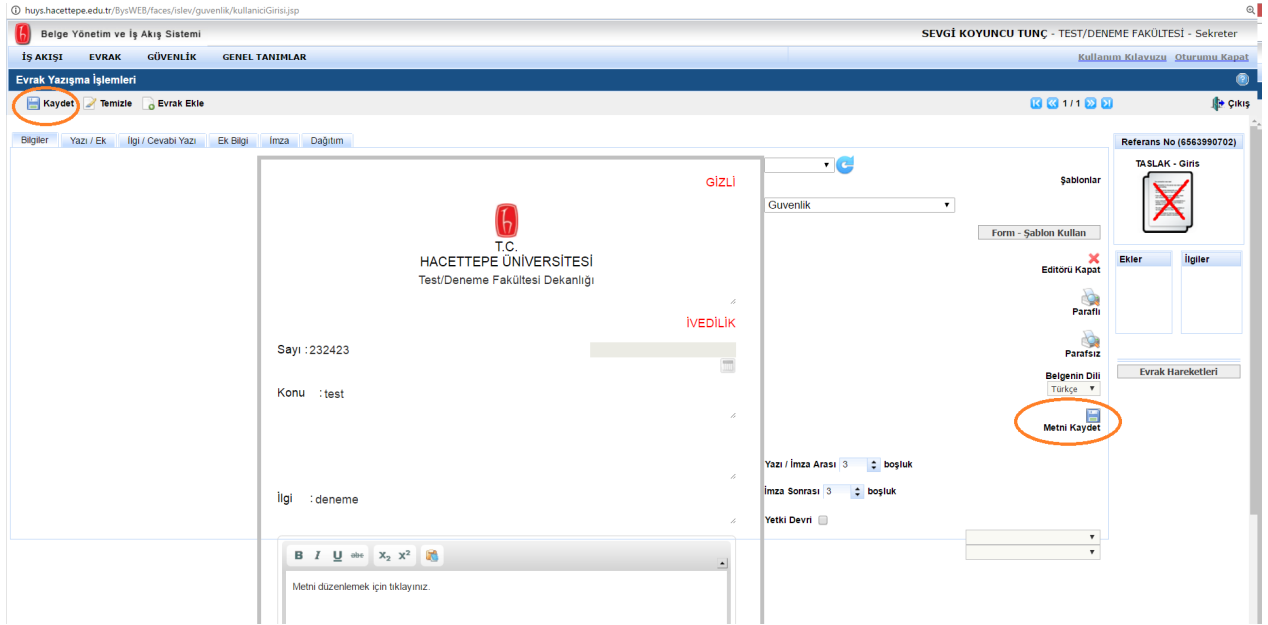 huys.hacettepe.edu.tr/BysWEB/faces/islev/guvenlik/kullaniciGirisi.jsp
Belge Yönetim ve İş Akış Sistemi
SEVGİ KOYUNCU TUNÇ - TEST/DENEME FAKÜLTESİ - Sekreter
İŞ AKIŞI EVRAK GÜVENLİK GENEL TANIMLAR
Kullanım Kılavuzu Oturumu Kapat
Evrak Yazışma İşlemleri
Kaydet Temizle Evrak Ekle
1 / 1
Çıkış
Bilgiler Yazı / Ek İlgi / Cevabi Yazı Ek Bilgi İmza Dağıtım
Referans No (6563990702)
TASLAK - Giris
GİZLİ
Şablonlar
Guvenlik
Form - Şablon Kullan
T.C.
HACETTEPE ÜNİVERSİTESİ
Test/Deneme Fakültesi Dekanlığı
Editörü Kapat
Ekler İlgiler
Paraflı
İVEDİLİK
Sayı : 232423
Parafsız
Belgenin Dili
Türkçe
Evrak Hareketleri
Konu : test
Metni Kaydet
Yazı / İmza Arası 3 boşluk
İmza Sonrası 3 boşluk
İlgi : deneme
Yetki Devri
B I U abc X2 X2
Metni düzenlemek için tıklayınız.